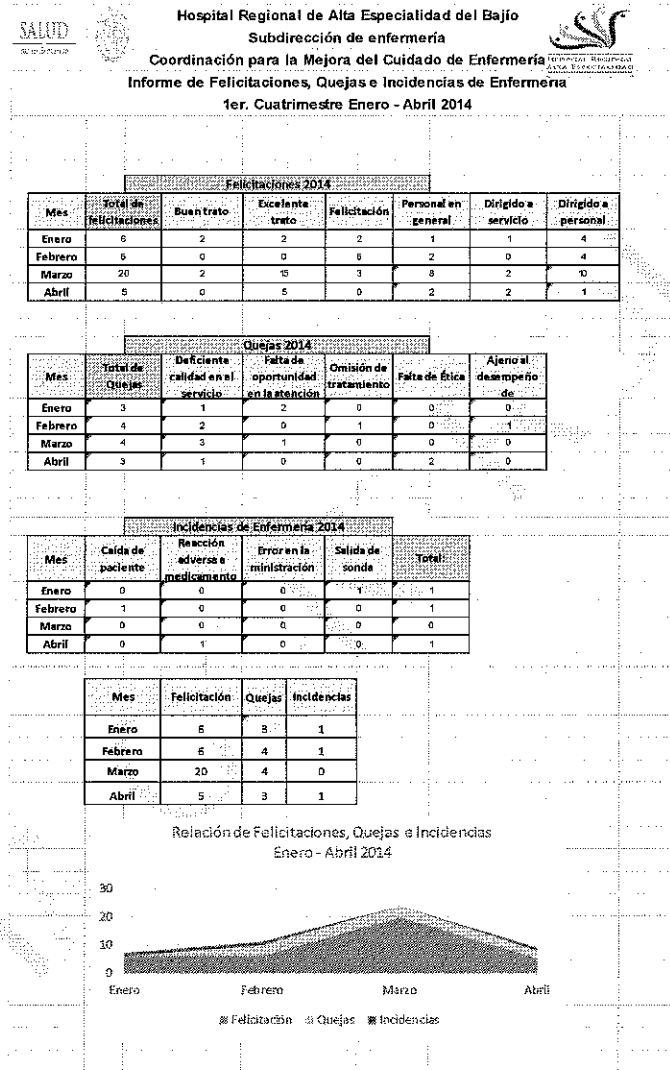 SALUD
Hospital Regional de Alta Especialidad del Bajío
Subdirección de enfermería
Coordinación para la Mejora del Cuidado de Enfermería
Informe de Felicitaciones, Quejas e Incidencias de Enfermería
1er. Cuatrimestre Enero - Abril 2014
Felicitaciones 2014
Mes Total de felicitaciones Buen trato Excelente trato Felicitación Personal en general Dirigido a servicio Dirigido a personal
Enero 6 2 2 2 1 1 4
Febrero 6 0 0 6 2 0 4
Marzo 20 2 15 3 8 2 10
Abril 5 0 5 0 2 2 1
Quejas 2014
Mes Total de Quejas Deficiente calidad en el servicio Falta de oportunidad en la atención Omisión de tratamiento Falta de Ética Ajeno al desempeño de
Enero 3 1 2 0 0 0
Febrero 4 2 0 1 0 1
Marzo 4 3 1 0 0 0
Abril 3 1 0 0 2 0
Incidencias de Enfermería 2014
Mes Caída de paciente Reacción adversa a medicamento Error en la ministración Salida de sonda Total
Enero 0 0 0 1 1
Febrero 1 0 0 0 1
Marzo 0 0 0 0 0
Abril 0 1 0 0 1
Mes Felicitación Quejas Incidencias
Enero 6 3 1
Febrero 6 4 1
Marzo 20 4 0
Abril 5 3 1
Relación de Felicitaciones, Quejas e Incidencias
Enero - Abril 2014
30
20
10
0
Enero Febrero Marzo Abril
Felicitación Quejas Incidencias